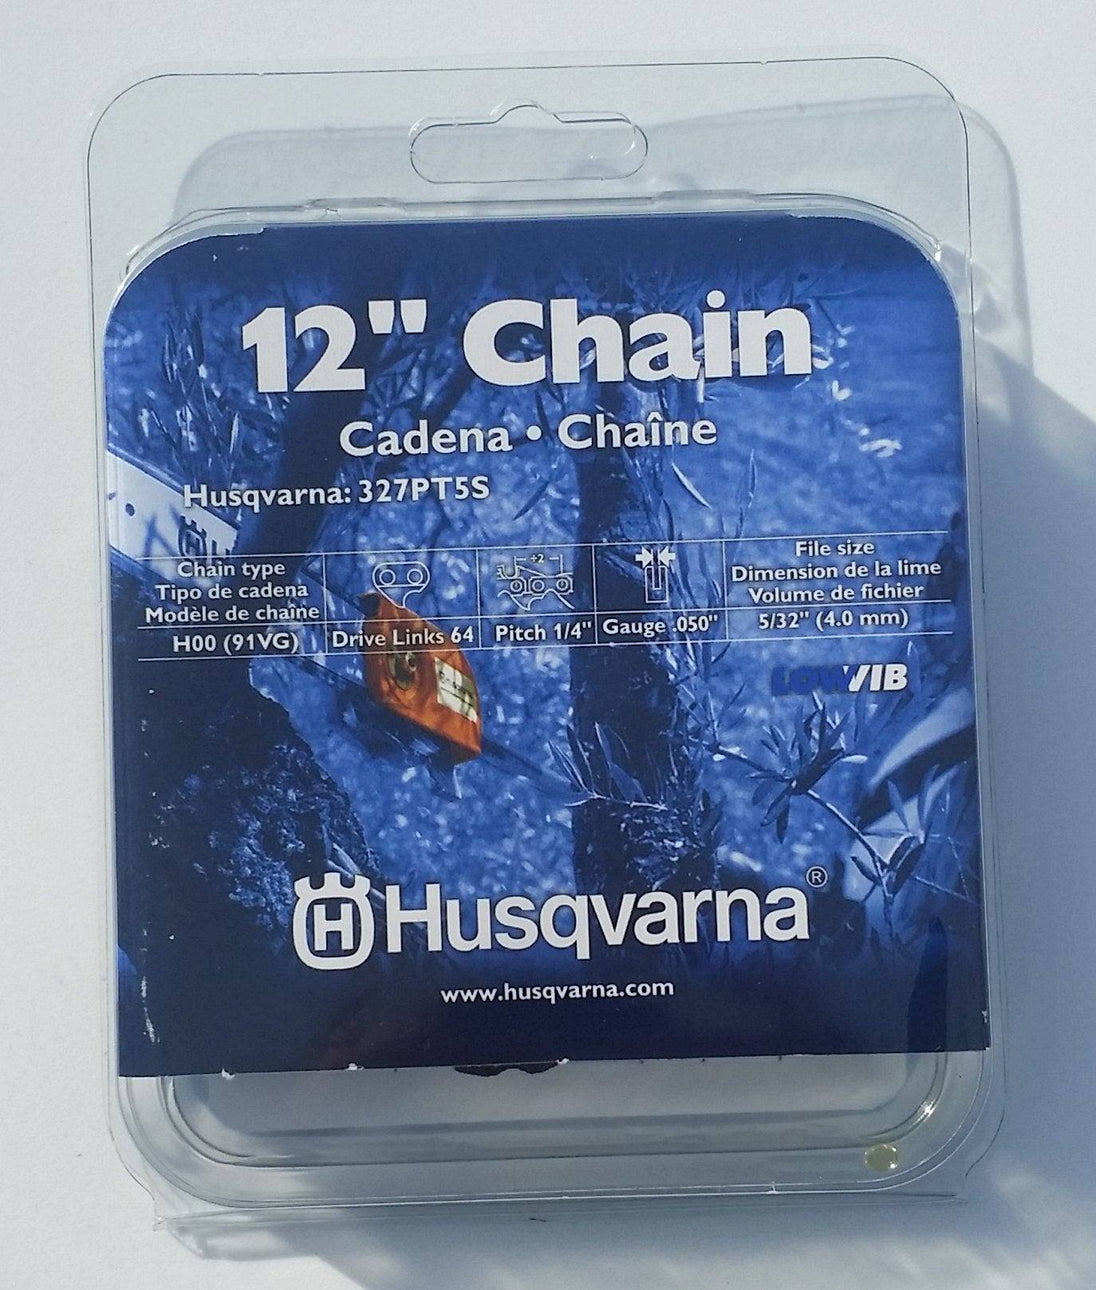 12" Chain
Cadena • Chaîne
Husqvarna: 327PT5S
Chain type
Tipo de cadena
Modèle de chaîne
÷2
File size
Dimension de la lime
Volume de fichier
H00 (91VG)
Drive Links 64
Pitch 1/4"
Gauge .050"
5/32" (4.0 mm)
LOWVIB
H Husqvarna®
www.husqvarna.com